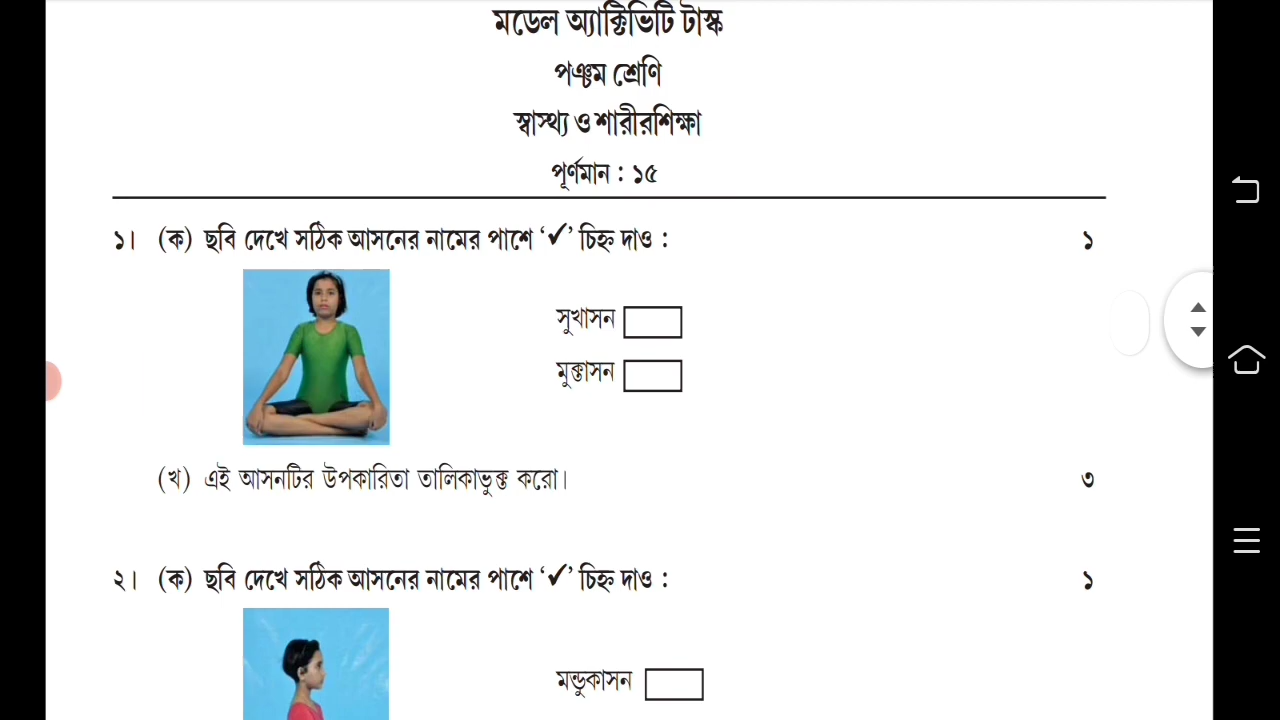 মডেল অ্যাক্টিভিটি টাস্ক
পঞ্চম শ্রেণি
স্বাস্থ্য ও শারীরশিক্ষা
পূর্ণমান : ১৫
১। (ক) ছবি দেখে সঠিক আসনের নামের পাশে ‘✓’ চিহ্ন দাও : ১
সুখাসন
মুক্তাসন
(খ) এই আসনটির উপকারিতা তালিকাভুক্ত করো। ৩
২। (ক) ছবি দেখে সঠিক আসনের নামের পাশে ‘✓’ চিহ্ন দাও : ১
মন্ডুকাসন